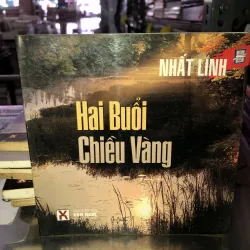 NHẤT LINH
Hai Buổi
Chiều Vàng